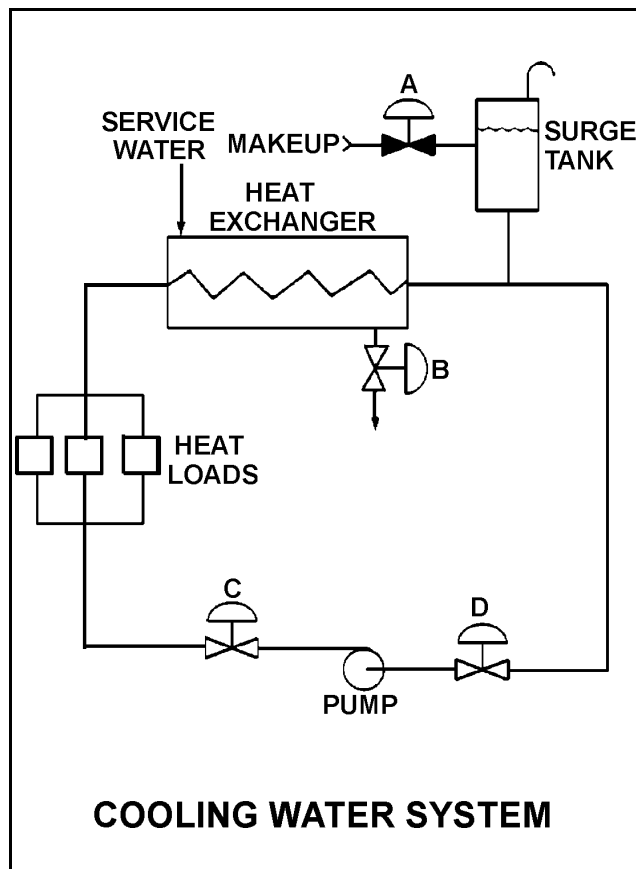 A
SERVICE
WATER
MAKEUP
SURGE
TANK
HEAT
EXCHANGER
B
HEAT
LOADS
C
D
PUMP
COOLING WATER SYSTEM